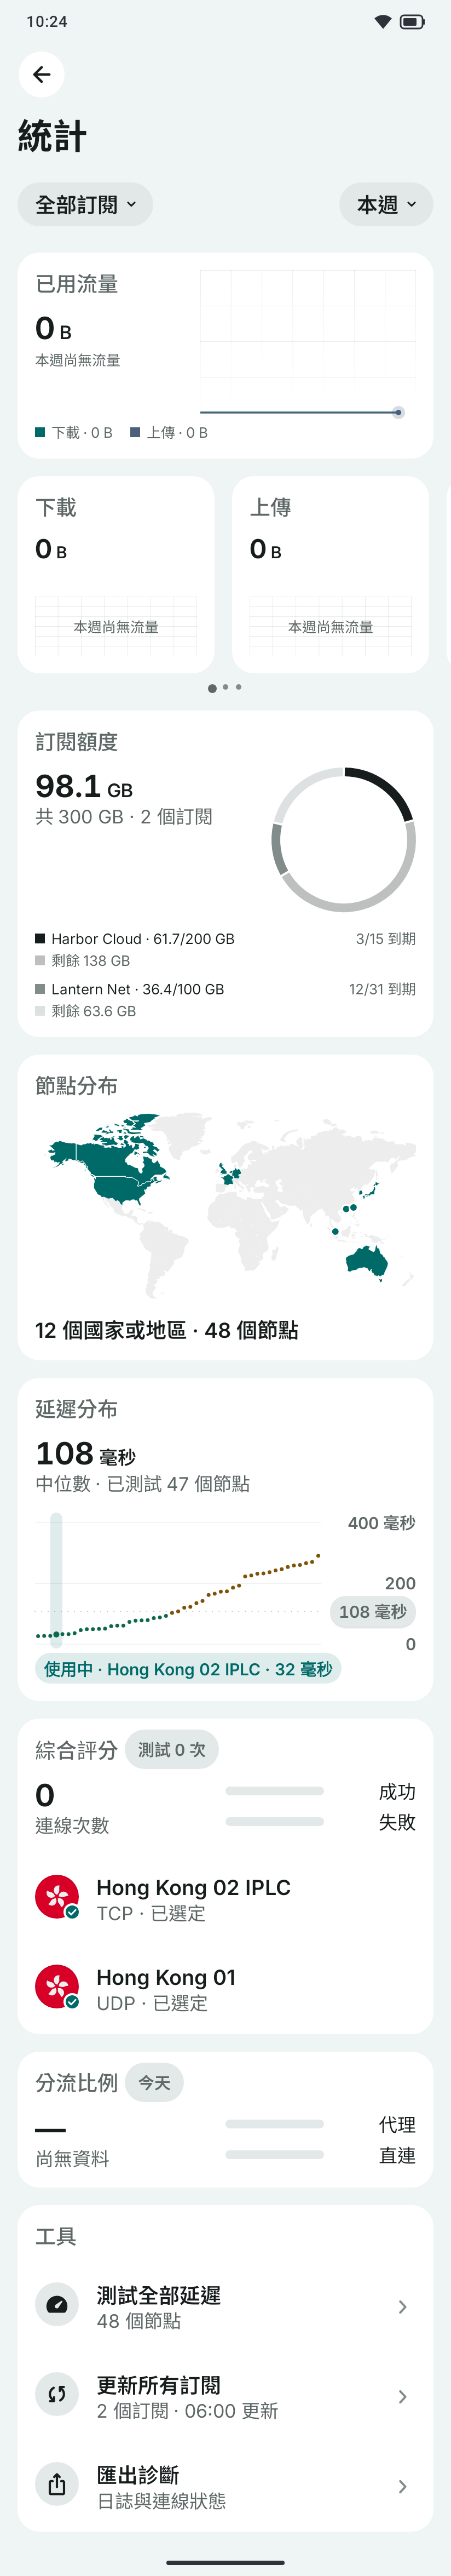 10:24
統計
全部訂閱
本週
已用流量
0 B
本週尚無流量
下載 · 0 B 上傳 · 0 B
下載
0 B
本週尚無流量
上傳
0 B
本週尚無流量
訂閱額度
98.1 GB
共 300 GB · 2 個訂閱
Harbor Cloud · 61.7/200 GB 3/15 到期
剩餘 138 GB
Lantern Net · 36.4/100 GB 12/31 到期
剩餘 63.6 GB
節點分布
12 個國家或地區 · 48 個節點
延遲分布
108 毫秒
中位數 · 已測試 47 個節點
400 毫秒
200
108 毫秒
0
使用中 · Hong Kong 02 IPLC · 32 毫秒
綜合評分 測試 0 次
0
連線次數
成功
失敗
Hong Kong 02 IPLC
TCP · 已選定
Hong Kong 01
UDP · 已選定
分流比例 今天
—
尚無資料
代理
直連
工具
測試全部延遲
48 個節點
更新所有訂閱
2 個訂閱 · 06:00 更新
匯出診斷
日誌與連線狀態